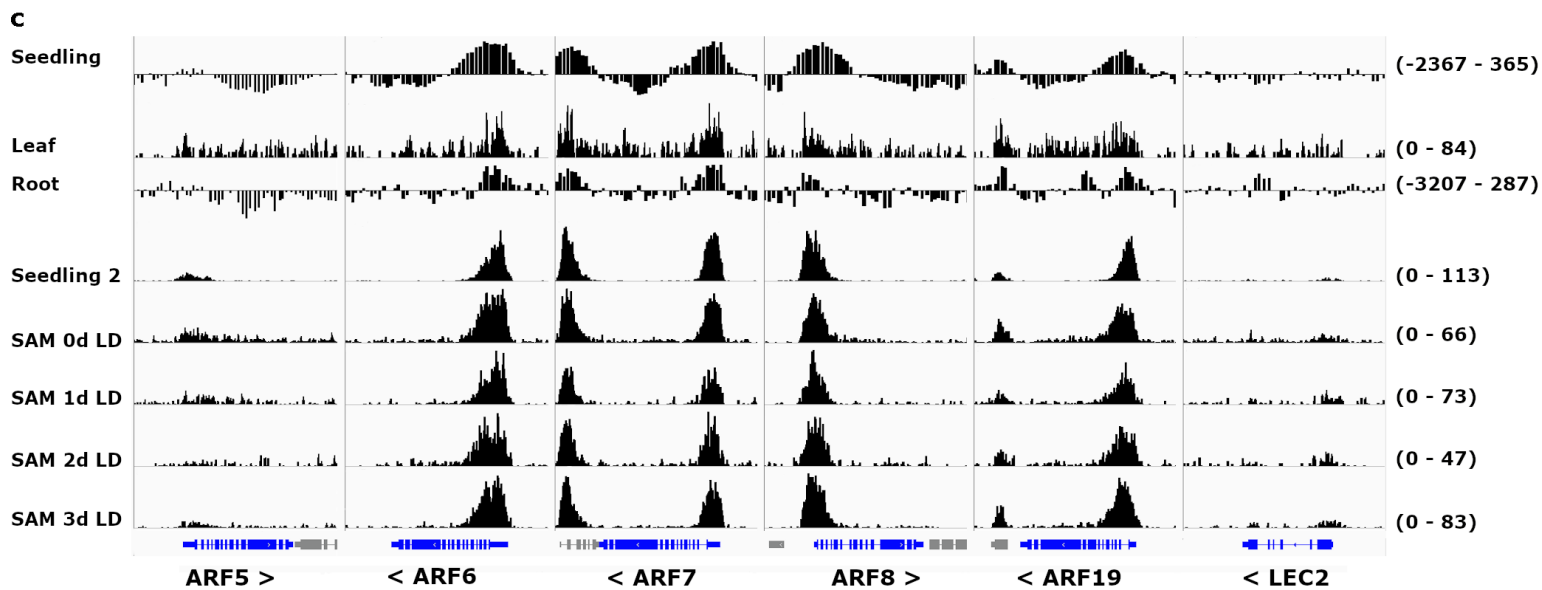 c
Seedling (-2367 - 365)
Leaf (0 - 84)
Root (-3207 - 287)
Seedling 2 (0 - 113)
SAM 0d LD (0 - 66)
SAM 1d LD (0 - 73)
SAM 2d LD (0 - 47)
SAM 3d LD (0 - 83)
ARF5 > < ARF6 < ARF7 ARF8 > < ARF19 < LEC2